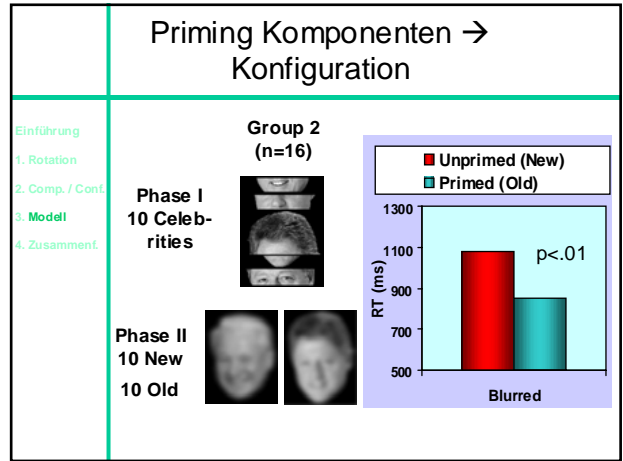 Priming Komponenten →
Konfiguration
Einführung
1. Rotation
2. Comp. / Conf.
3. Modell
4. Zusammenf.
Group 2
(n=16)
Phase I
10 Celeb-
rities
Phase II
10 New
10 Old
Unprimed (New)
Primed (Old)
1300
1100
900
700
500
RT (ms)
p<.01
Blurred